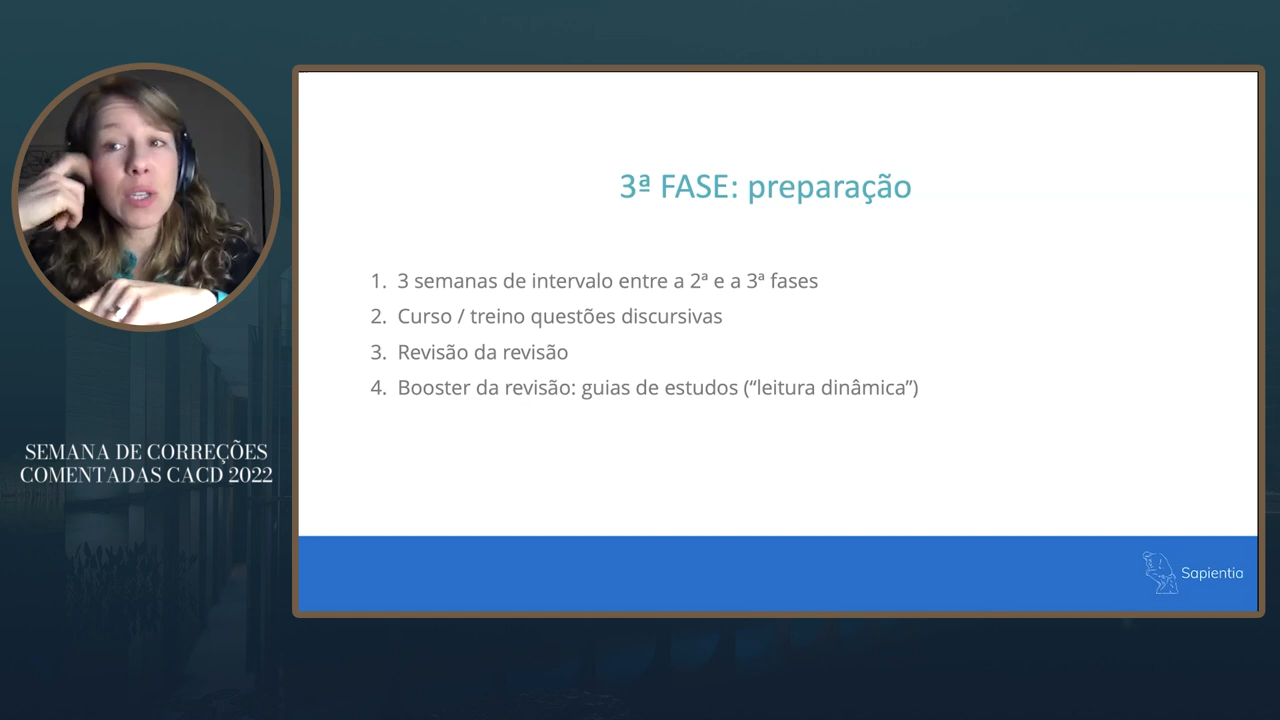 3ª FASE: preparação
1. 3 semanas de intervalo entre a 2ª e a 3ª fases
2. Curso / treino questões discursivas
3. Revisão da revisão
4. Booster da revisão: guias de estudos (“leitura dinâmica”)
SEMANA DE CORREÇÕES
COMENTADAS CACD 2022
Sapientia